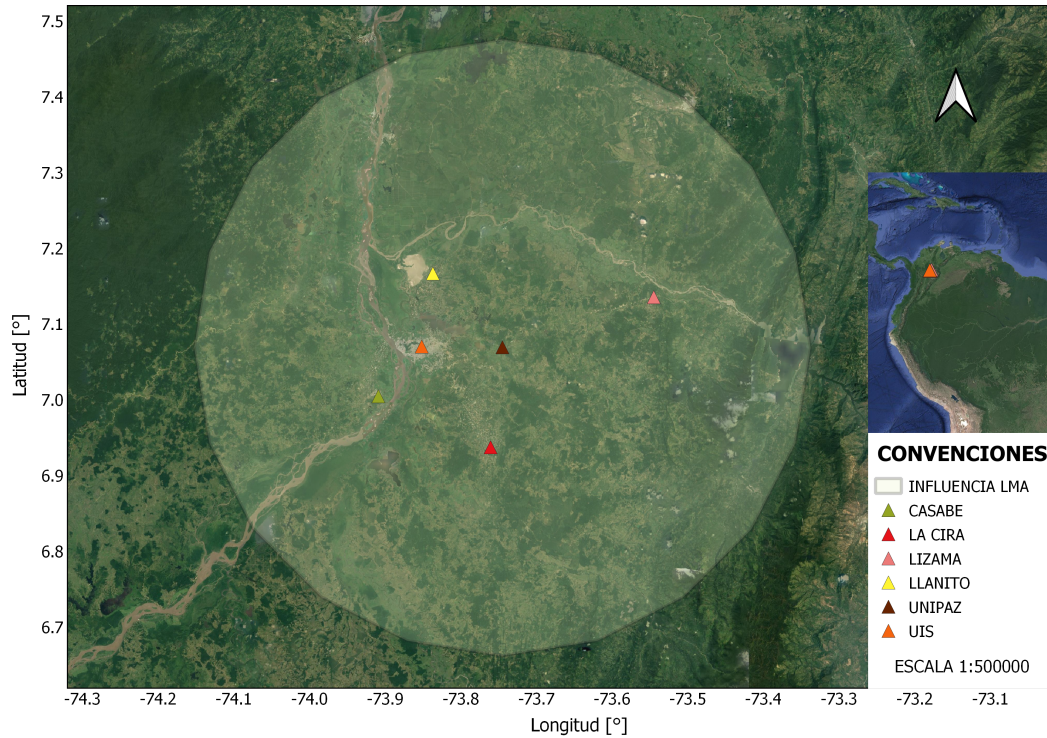 7.5
7.4
7.3
7.2
7.1
7.0
6.9
6.8
6.7
Latitud [°]
-74.3 -74.2 -74.1 -74.0 -73.9 -73.8 -73.7 -73.6 -73.5 -73.4 -73.3 -73.2 -73.1
Longitud [°]
CONVENCIONES
INFLUENCIA LMA
CASABE
LA CIRA
LIZAMA
LLANITO
UNIPAZ
UIS
ESCALA 1:500000